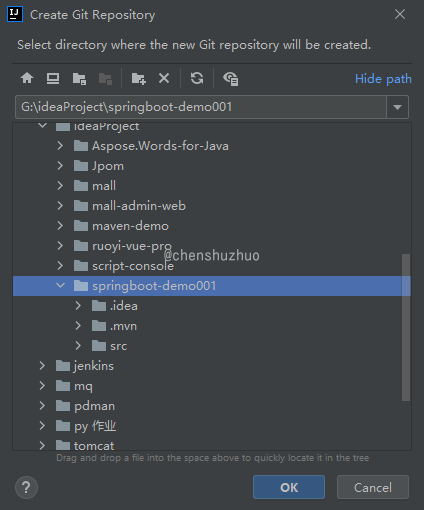 Create Git Repository
Select directory where the new Git repository will be created.
Hide path
G:\ideaProject\springboot-demo001
ideaProject
Aspose.Words-for-Java
Jpom
mall
mall-admin-web
maven-demo
ruoyi-vue-pro
@chenshuzhuo
script-console
springboot-demo001
.idea
.mvn
src
jenkins
mq
pdman
py 作业
tomcat
Drag and drop a file into the space above to quickly locate it in the tree
?
OK
Cancel